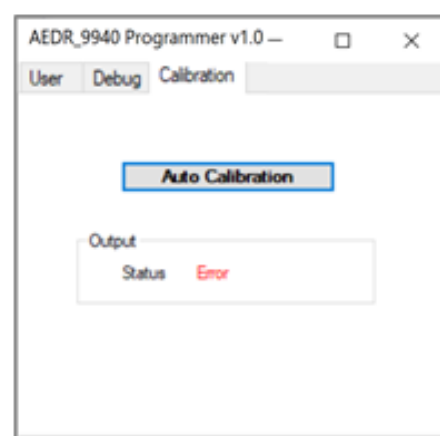 AEDR_9940 Programmer v1.0
User Debug Calibration
Auto Calibration
Output
Status Error